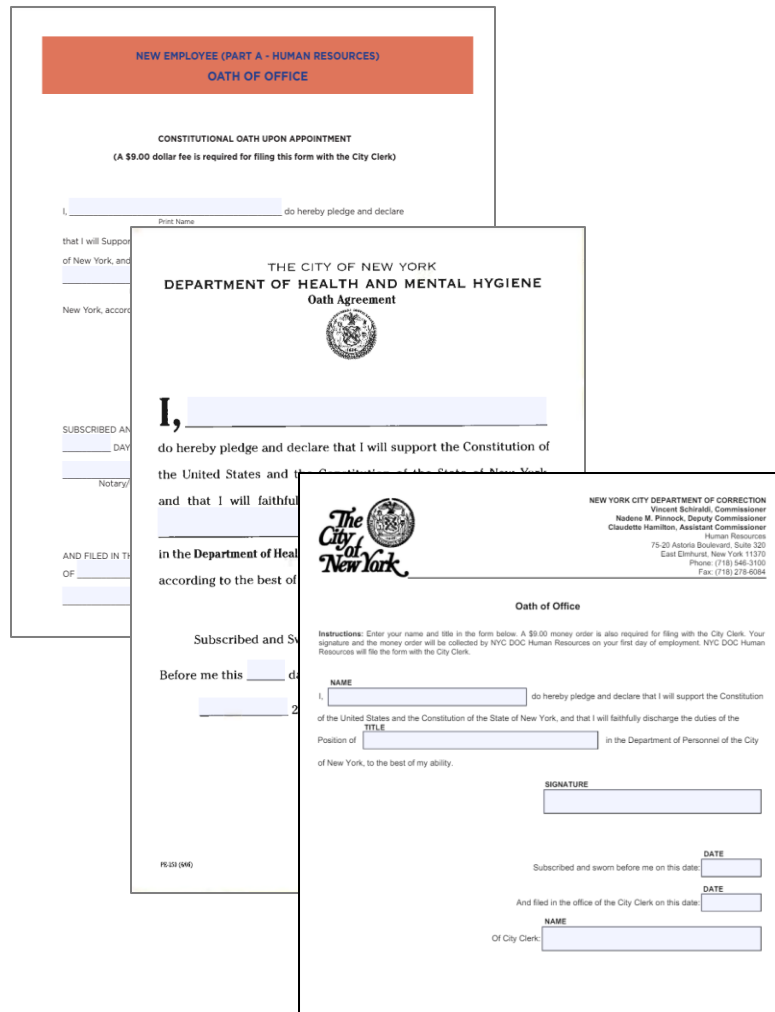 NEW EMPLOYEE (PART A - HUMAN RESOURCES)
OATH OF OFFICE
CONSTITUTIONAL OATH UPON APPOINTMENT
(A $9.00 dollar fee is required for filing this form with the City Clerk)
I, do hereby pledge and declare
Print Name
that I will Suppor
of New York, and
New York, accord
SUBSCRIBED AN
DAY
Notary/
AND FILED IN TH
OF
THE CITY OF NEW YORK
DEPARTMENT OF HEALTH AND MENTAL HYGIENE
Oath Agreement
I,
do hereby pledge and declare that I will support the Constitution of
the United States and the Constitution of the State of New York
and that I will faithful
in the Department of Heal
according to the best of
Subscribed and Sw
Before me this da
2
PE-153 (6/06)
The City of New York
NEW YORK CITY DEPARTMENT OF CORRECTION
Vincent Schiraldi, Commissioner
Nadene M. Pinnock, Deputy Commissioner
Claudette Hamilton, Assistant Commissioner
Human Resources
75-20 Astoria Boulevard, Suite 320
East Elmhurst, New York 11370
Phone: (718) 546-3100
Fax: (718) 278-6084
Oath of Office
Instructions: Enter your name and title in the form below. A $9.00 money order is also required for filing with the City Clerk. Your
signature and the money order will be collected by NYC DOC Human Resources on your first day of employment. NYC DOC Human
Resources will file the form with the City Clerk.
NAME
I, do hereby pledge and declare that I will support the Constitution
of the United States and the Constitution of the State of New York, and that I will faithfully discharge the duties of the
TITLE
Position of in the Department of Personnel of the City
of New York, to the best of my ability.
SIGNATURE
DATE
Subscribed and sworn before me on this date:
DATE
And filed in the office of the City Clerk on this date:
NAME
Of City Clerk: